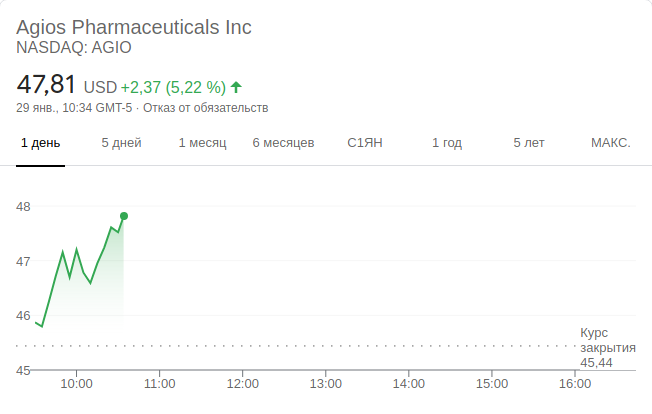 Agios Pharmaceuticals Inc
NASDAQ: AGIO
47,81 USD +2,37 (5,22 %)
29 янв., 10:34 GMT-5 · Отказ от обязательств
1 день 5 дней 1 месяц 6 месяцев С1ЯН 1 год 5 лет МАКС.
48
47
46
45
Курс
закрытия
45,44
10:00 11:00 12:00 13:00 14:00 15:00 16:00